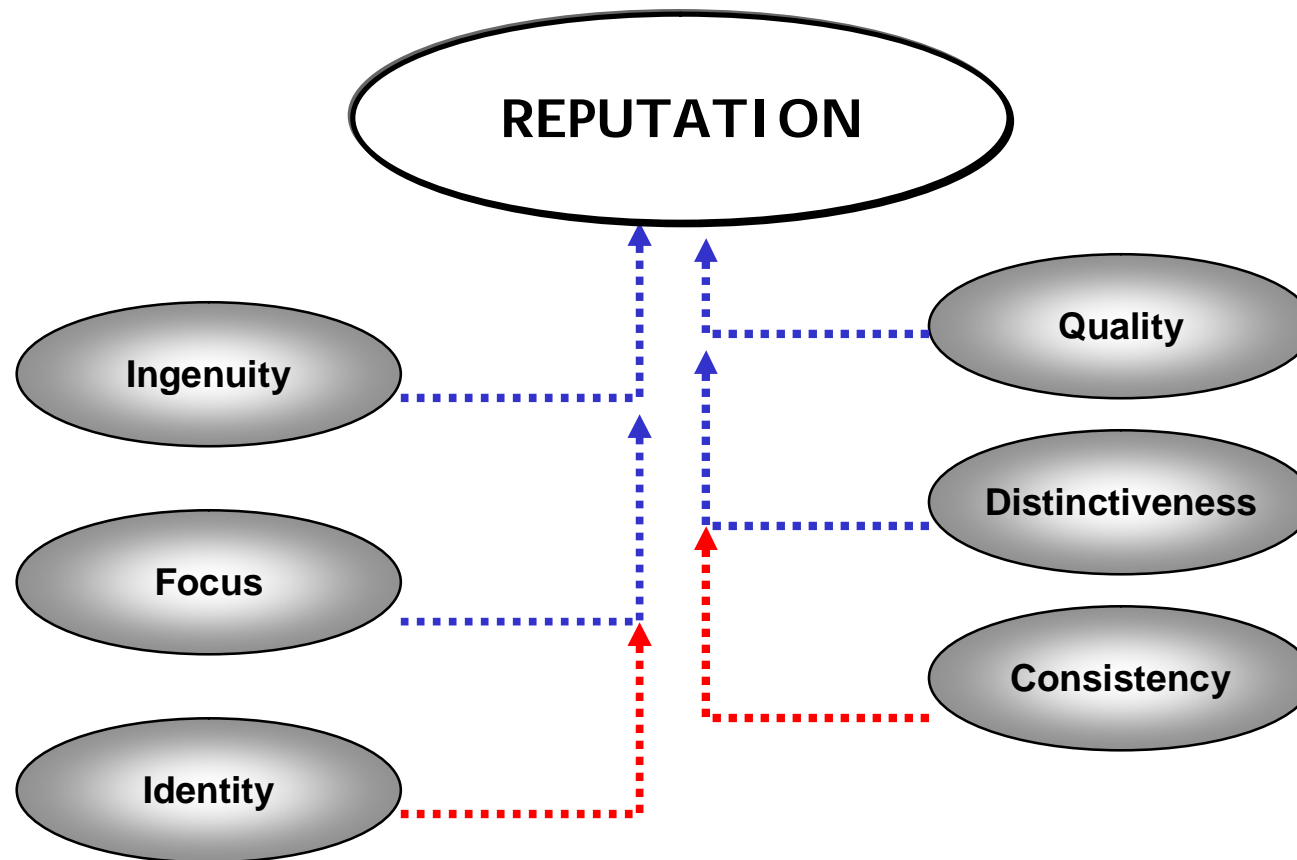 REPUTATION
Ingenuity
Focus
Identity
Quality
Distinctiveness
Consistency